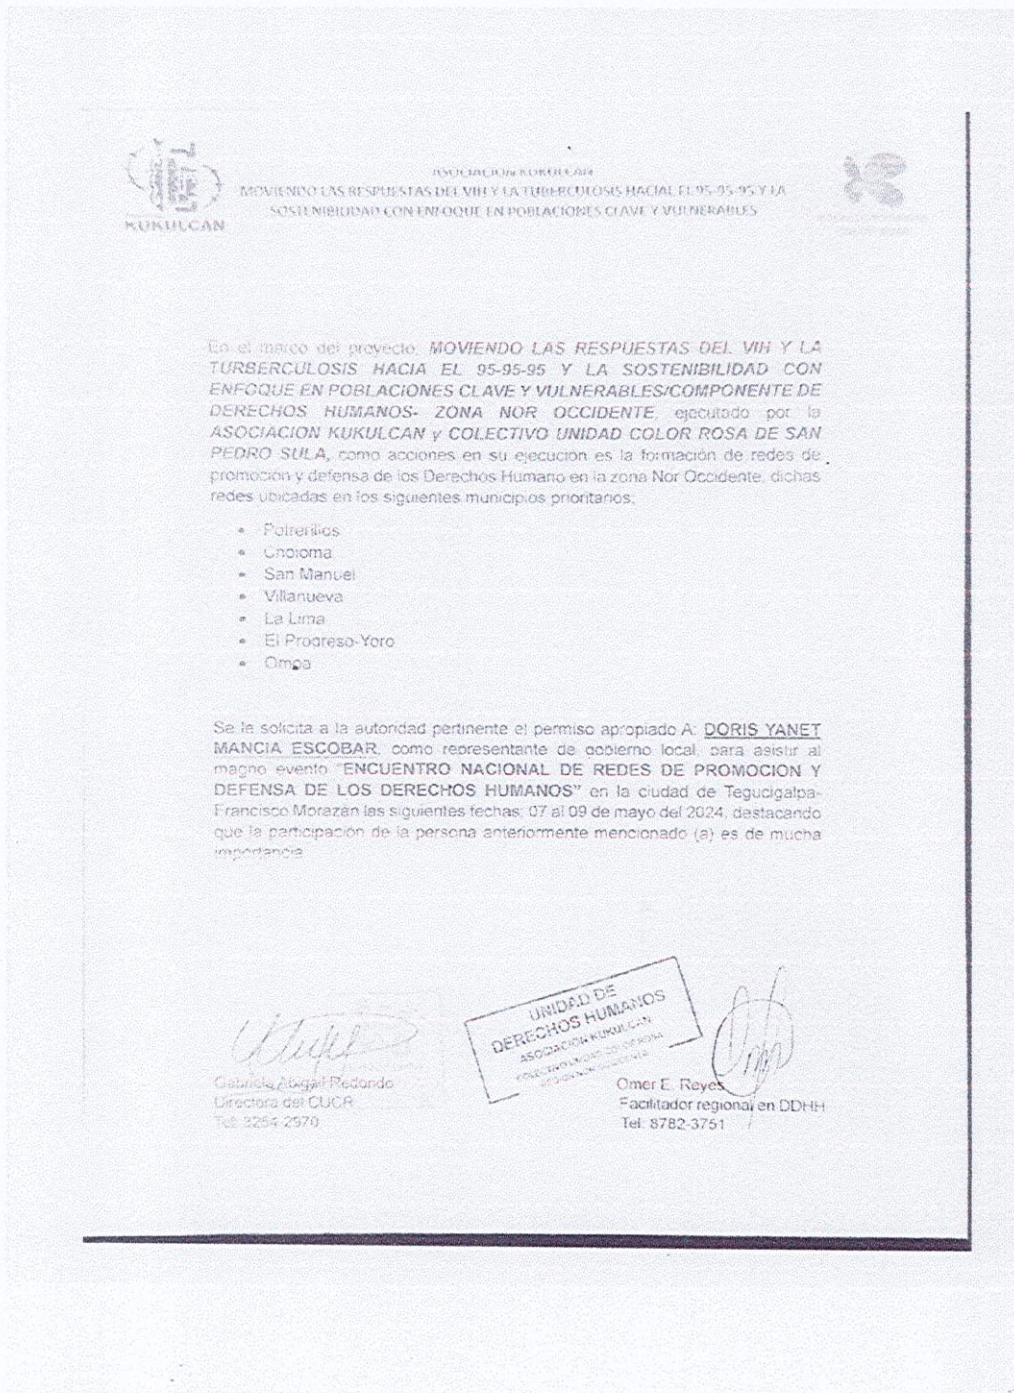 ASOCIACION KUKULCAN
MOVIENDO LAS RESPUESTAS DEL VIH Y LA TUBERCULOSIS HACIAL EL 95-95-95 Y LA
SOSTENIBILIDAD CON ENFOQUE EN POBLACIONES CLAVE Y VULNERABLES
KUKULCAN
En el marco del proyecto: MOVIENDO LAS RESPUESTAS DEL VIH Y LA
TURBERCULOSIS HACIA EL 95-95-95 Y LA SOSTENIBILIDAD CON
ENFOQUE EN POBLACIONES CLAVE Y VULNERABLES/COMPONENTE DE
DERECHOS HUMANOS- ZONA NOR OCCIDENTE, ejecutado por la
ASOCIACION KUKULCAN y COLECTIVO UNIDAD COLOR ROSA DE SAN
PEDRO SULA, como acciones en su ejecución es la formación de redes de
promoción y defensa de los Derechos Humano en la zona Nor Occidente, dichas
redes ubicadas en los siguientes municipios prioritarios;
• Potrerillos
• Choloma
• San Manuel
• Villanueva
• La Lima
• El Progreso-Yoro
• Omoa
Se le solicita a la autoridad pertinente el permiso apropiado A: DORIS YANET
MANCIA ESCOBAR, como representante de gobierno local, para asistir al
magno evento "ENCUENTRO NACIONAL DE REDES DE PROMOCION Y
DEFENSA DE LOS DERECHOS HUMANOS" en la ciudad de Tegucigalpa-
Francisco Morazán las siguientes fechas; 07 al 09 de mayo del 2024, destacando
que la participación de la persona anteriormente mencionado (a) es de mucha
importancia
UNIDAD DE
DERECHOS HUMANOS
ASOCIACION KUKULCAN
COLECTIVO UNIDAD COLOR ROSA
Gabriela Abigail Redondo
Directora del CUCR
Tel: 3254-2970
Omer E. Reyes
Facilitador regional en DDHH
Tel: 8782-3751